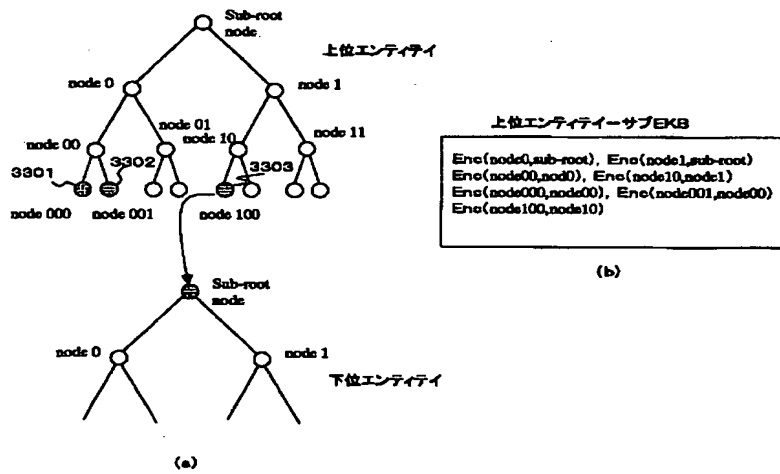 Sub-root
node
上位エンティティ
node 0
node 1
node 00
node 01
node 10
node 11
3301
3302
3303
node 000
node 001
node 100
Sub-root
node
node 0
node 1
下位エンティティ
(a)
上位エンティティーサブEKB
Enc(node0,sub-root), Enc(node1,sub-root)
Enc(node00,nod0), Enc(node10,node1)
Enc(node000,node00), Enc(node001,node00)
Enc(node100,node10)
(b)